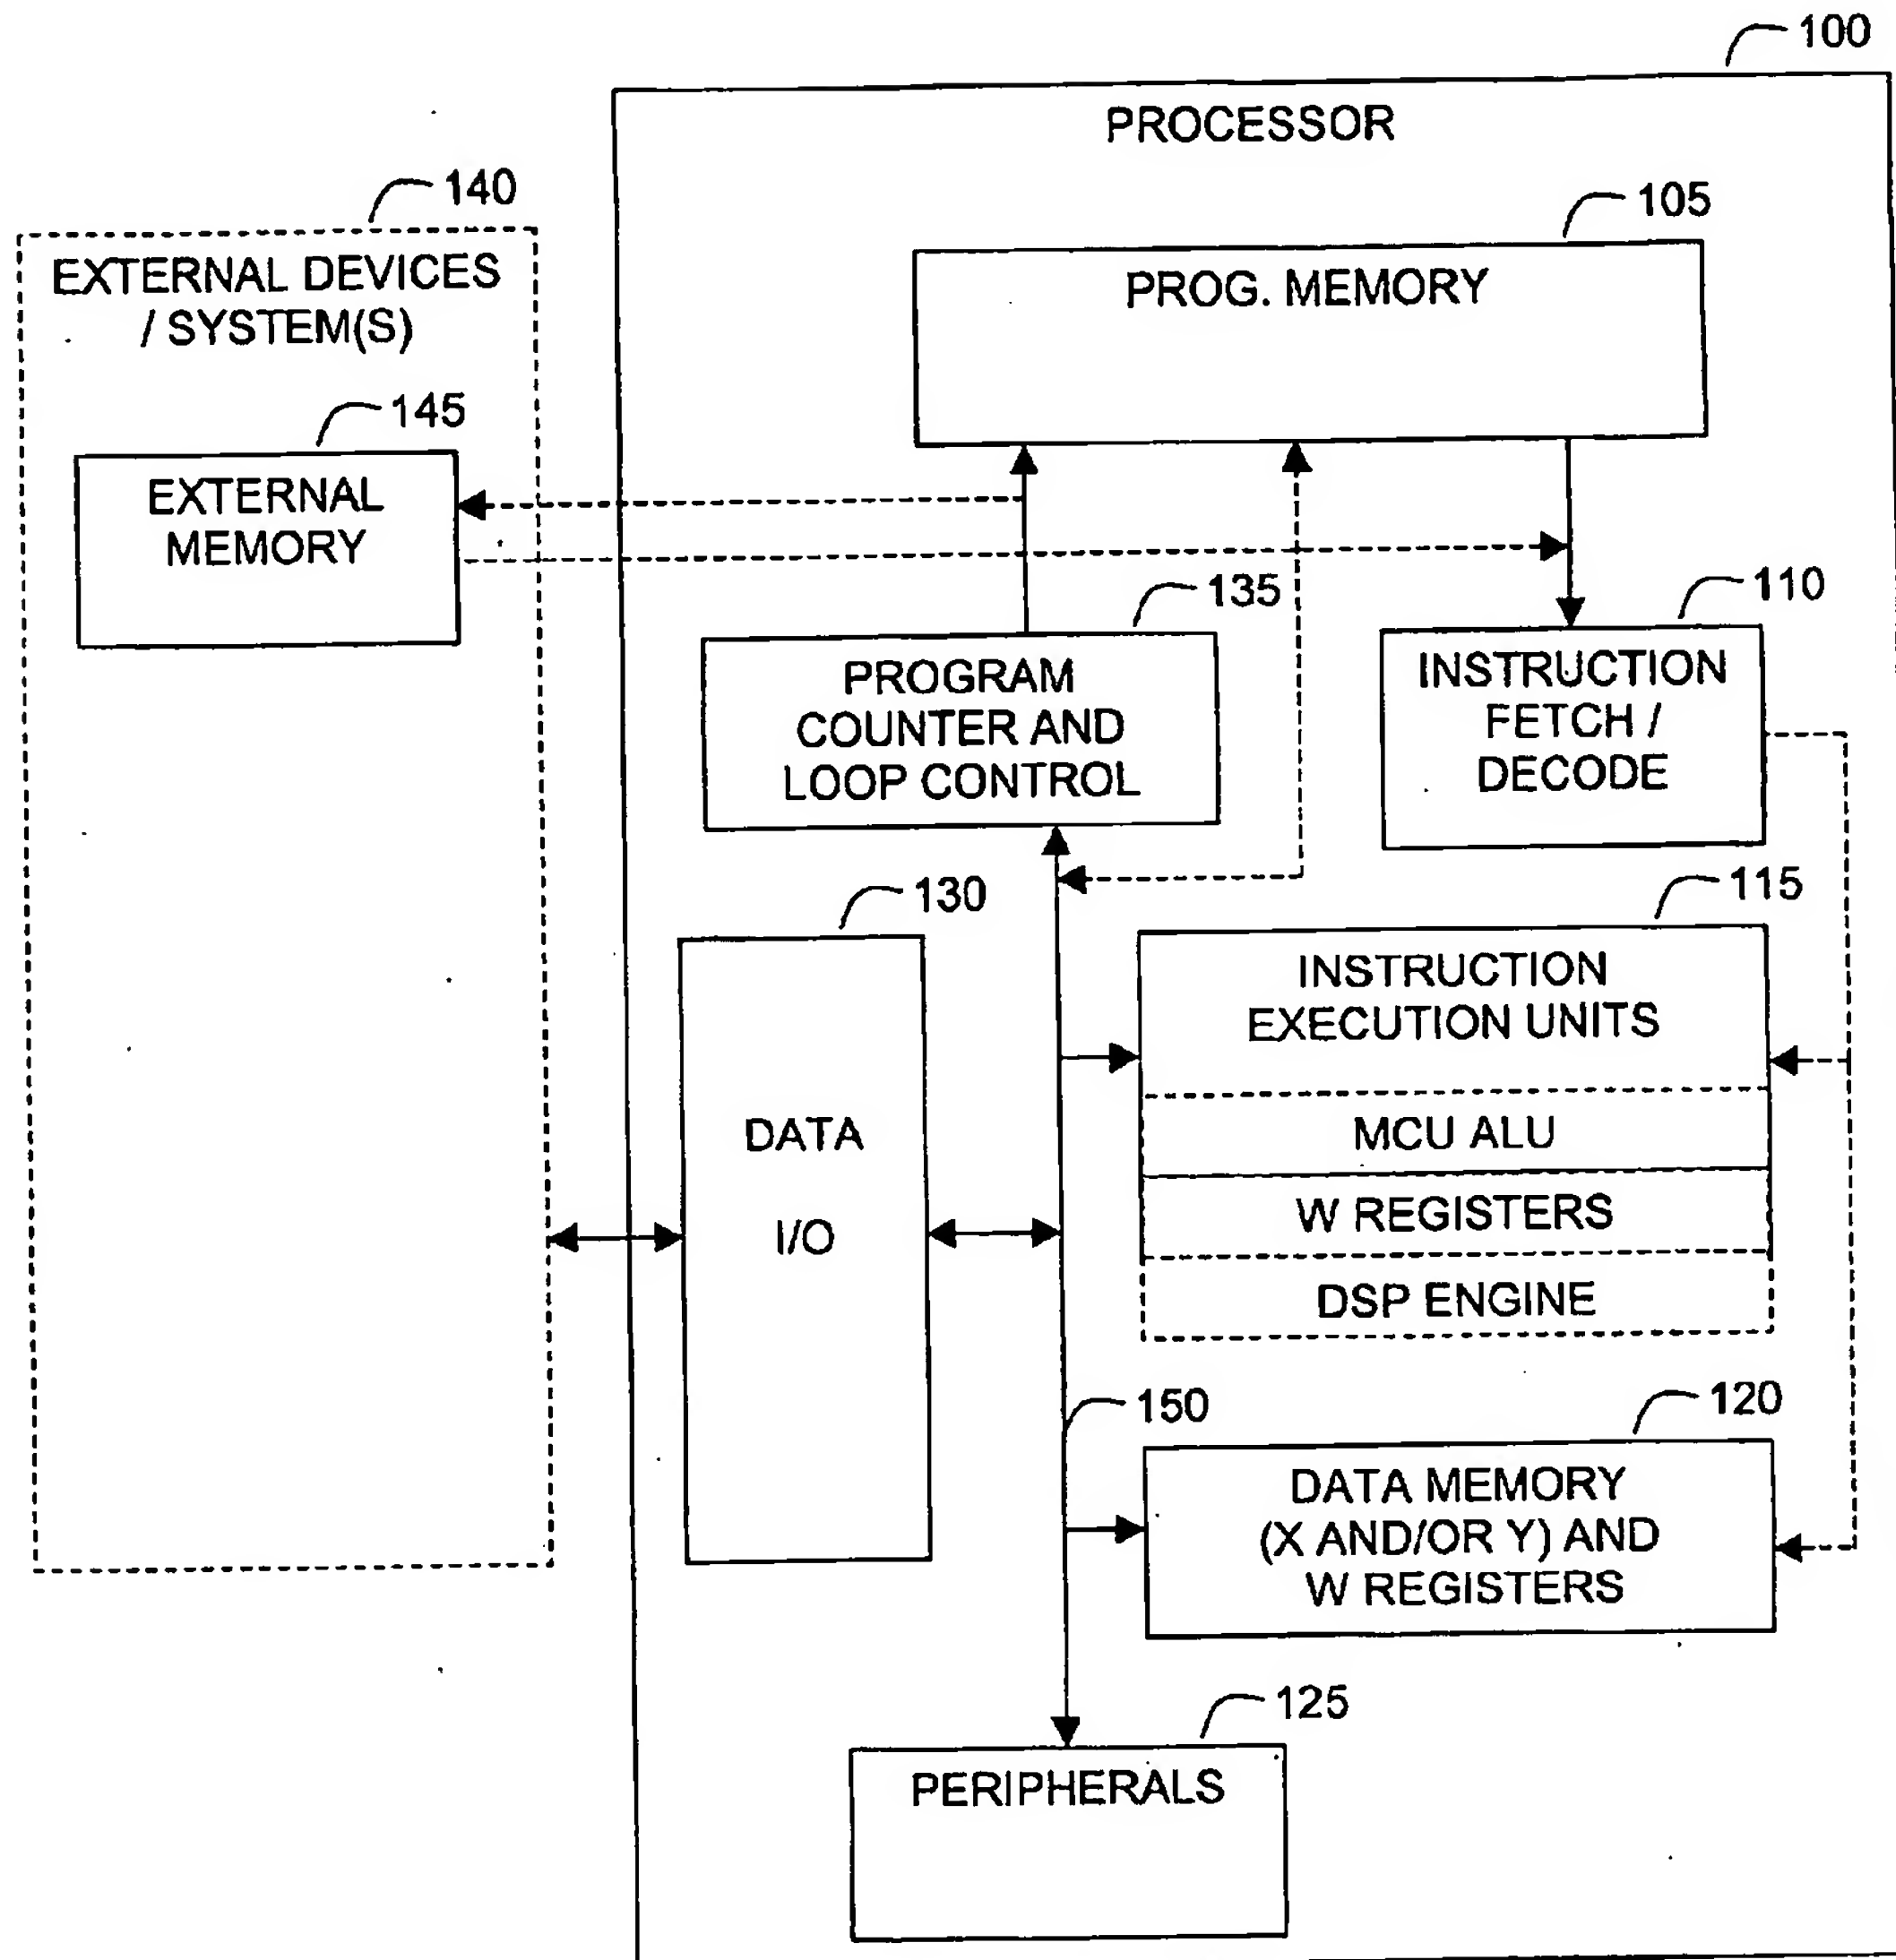 100
PROCESSOR
140
105
EXTERNAL DEVICES
/ SYSTEM(S)
PROG. MEMORY
145
EXTERNAL
MEMORY
135
110
PROGRAM
COUNTER AND
LOOP CONTROL
INSTRUCTION
FETCH /
DECODE
130
115
DATA
I/O
INSTRUCTION
EXECUTION UNITS
MCU ALU
W REGISTERS
DSP ENGINE
150
120
DATA MEMORY
(X AND/OR Y) AND
W REGISTERS
125
PERIPHERALS